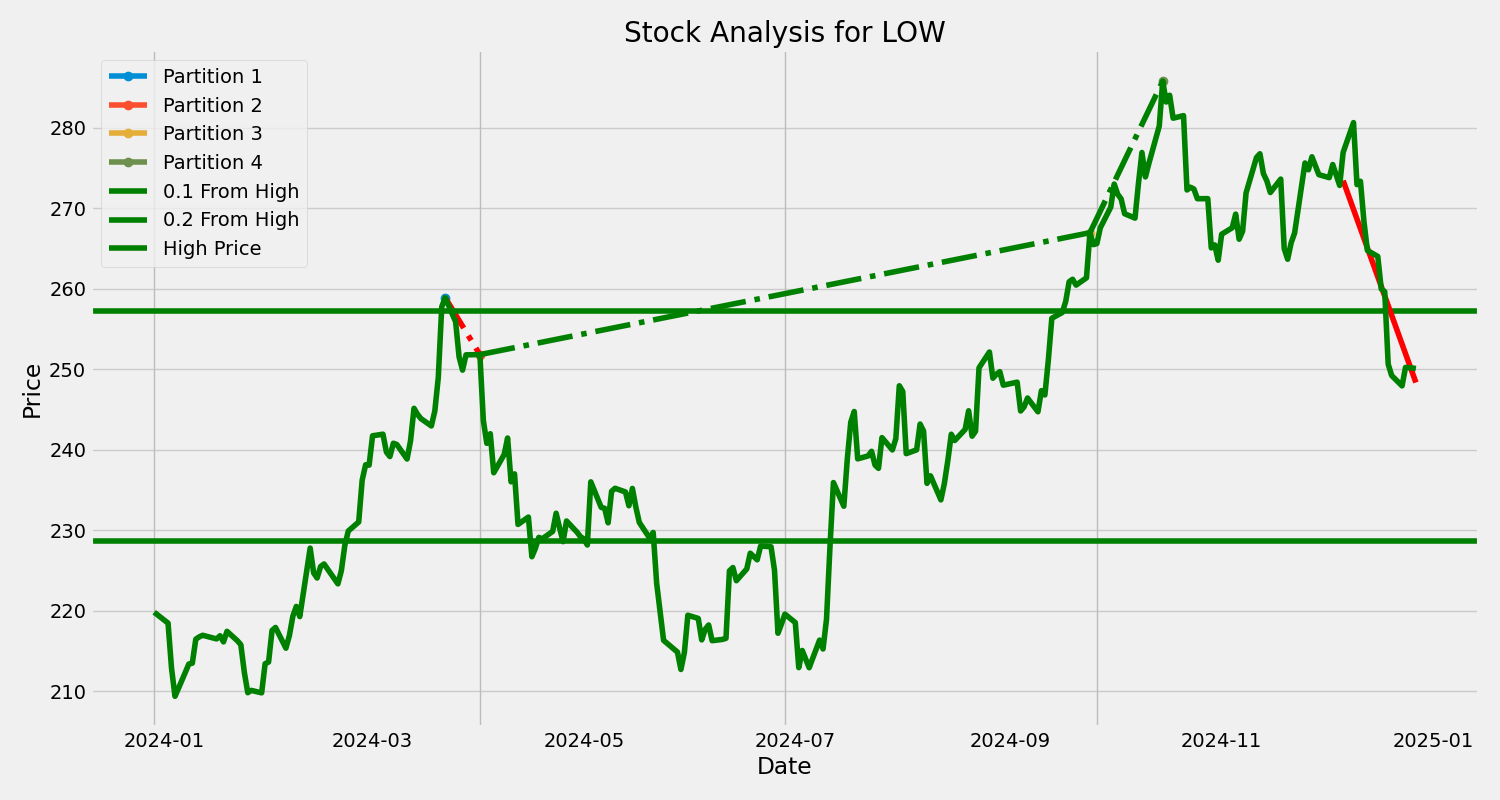 Stock Analysis for LOW
Partition 1
Partition 2
Partition 3
Partition 4
0.1 From High
0.2 From High
High Price
280
270
260
250
240
230
220
210
Price
2024-01 2024-03 2024-05 2024-07 2024-09 2024-11 2025-01
Date